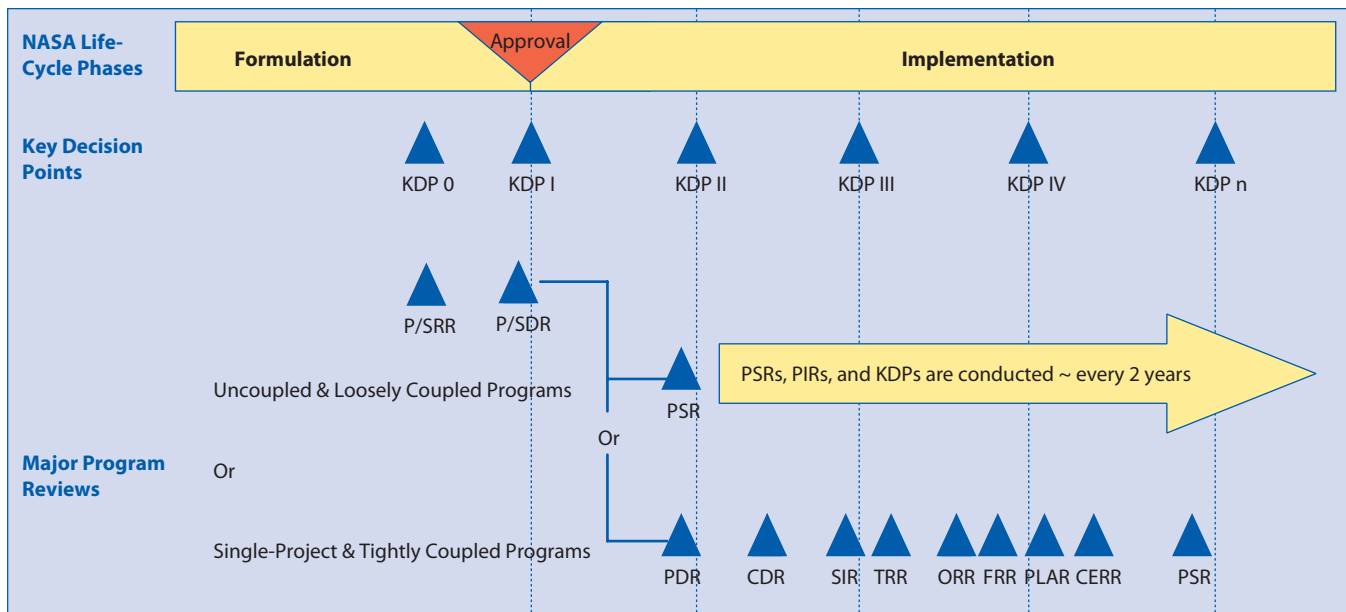 NASA Life-
Cycle Phases
Formulation
Approval
Implementation
Key Decision
Points
KDP 0
KDP I
KDP II
KDP III
KDP IV
KDP n
P/SRR
P/SDR
Uncoupled & Loosely Coupled Programs
PSR
PSRs, PIRs, and KDPs are conducted ~ every 2 years
Or
Major Program
Reviews
Or
Single-Project & Tightly Coupled Programs
PDR
CDR
SIR
TRR
ORR
FRR
PLAR
CERR
PSR